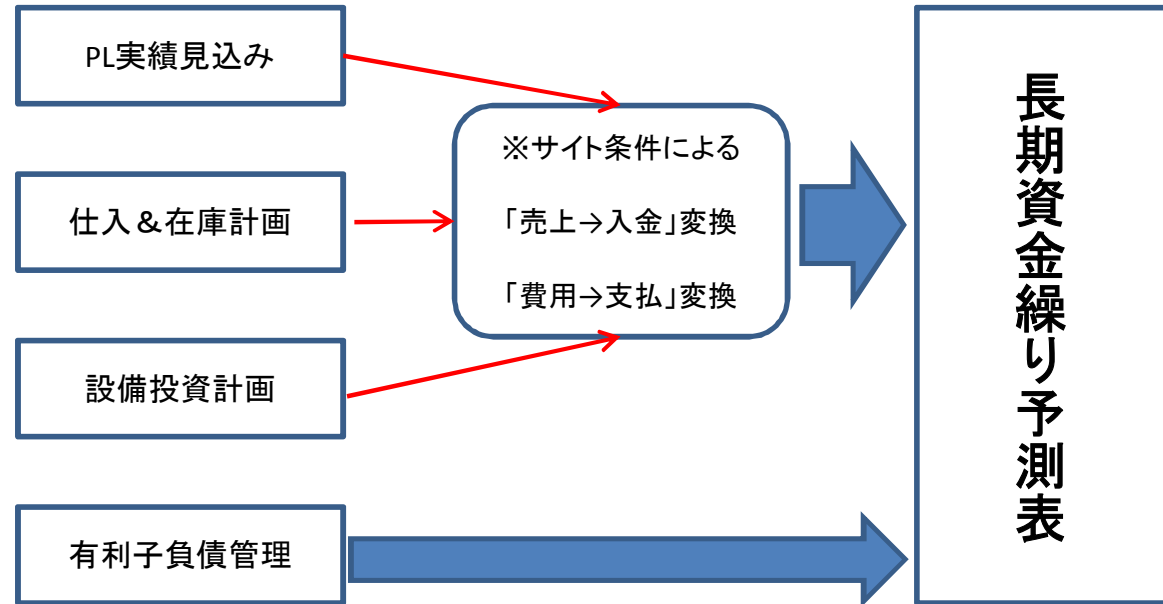 PL実績見込み
仕入＆在庫計画
設備投資計画
有利子負債管理
※サイト条件による
「売上→入金」変換
「費用→支払」変換
長期資金繰り予測表